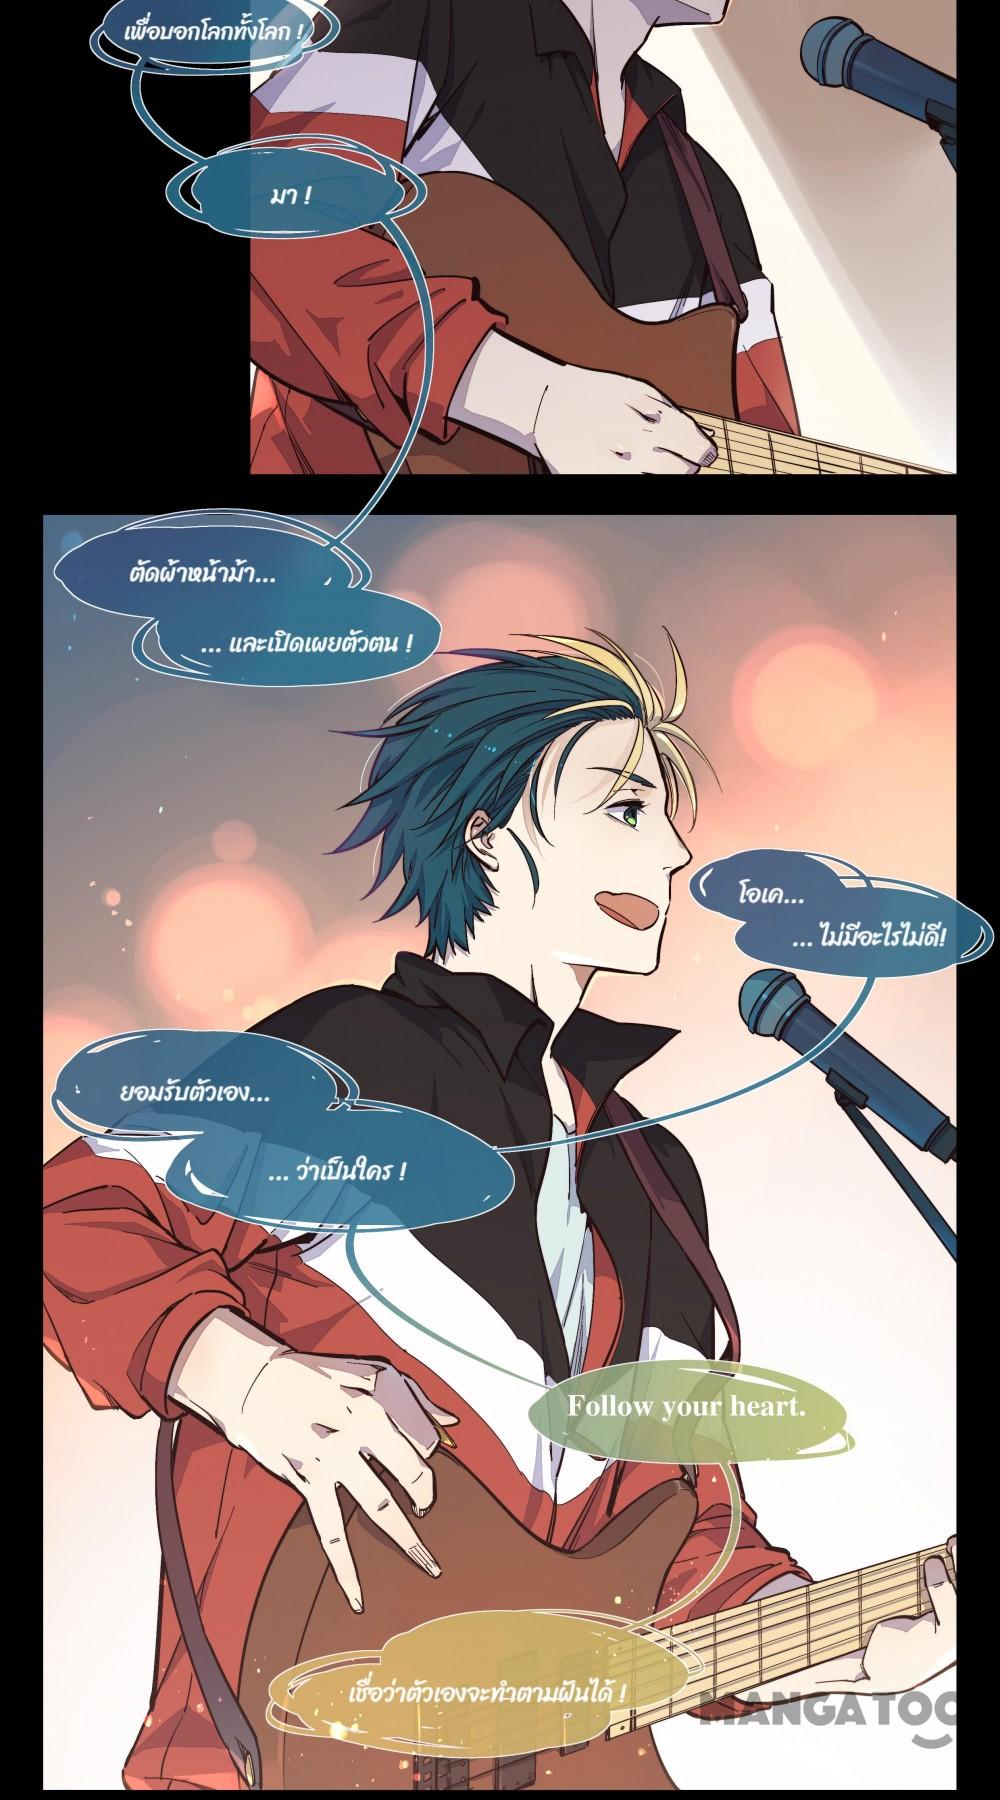 เพื่อบอกโลกทั้งโลก !
มา !
ตัดผ้าหน้าม้า...
... และเปิดเผยตัวตน !
โอเค...
... ไม่มีอะไรไม่ดี!
ยอมรับตัวเอง...
... ว่าเป็นใคร !
Follow your heart.
เชื่อว่าตัวเองจะทำตามฝันได้ !
MANGATOO